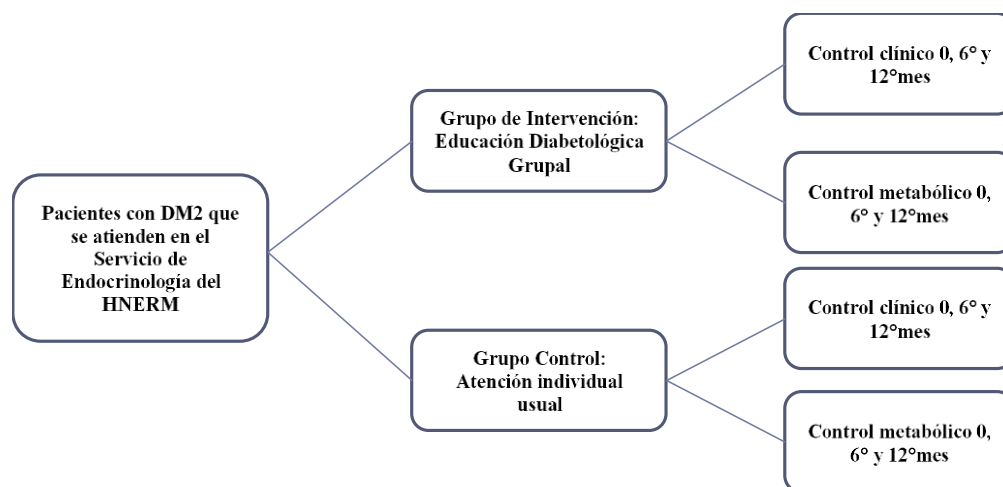 Pacientes con DM2 que
se atienden en el
Servicio de
Endocrinología del
HNERM
Grupo de Intervención:
Educación Diabetológica
Grupal
Control clínico 0, 6° y
12°mes
Control metabólico 0,
6° y 12°mes
Grupo Control:
Atención individual
usual
Control clínico 0, 6° y
12°mes
Control metabólico 0,
6° y 12°mes